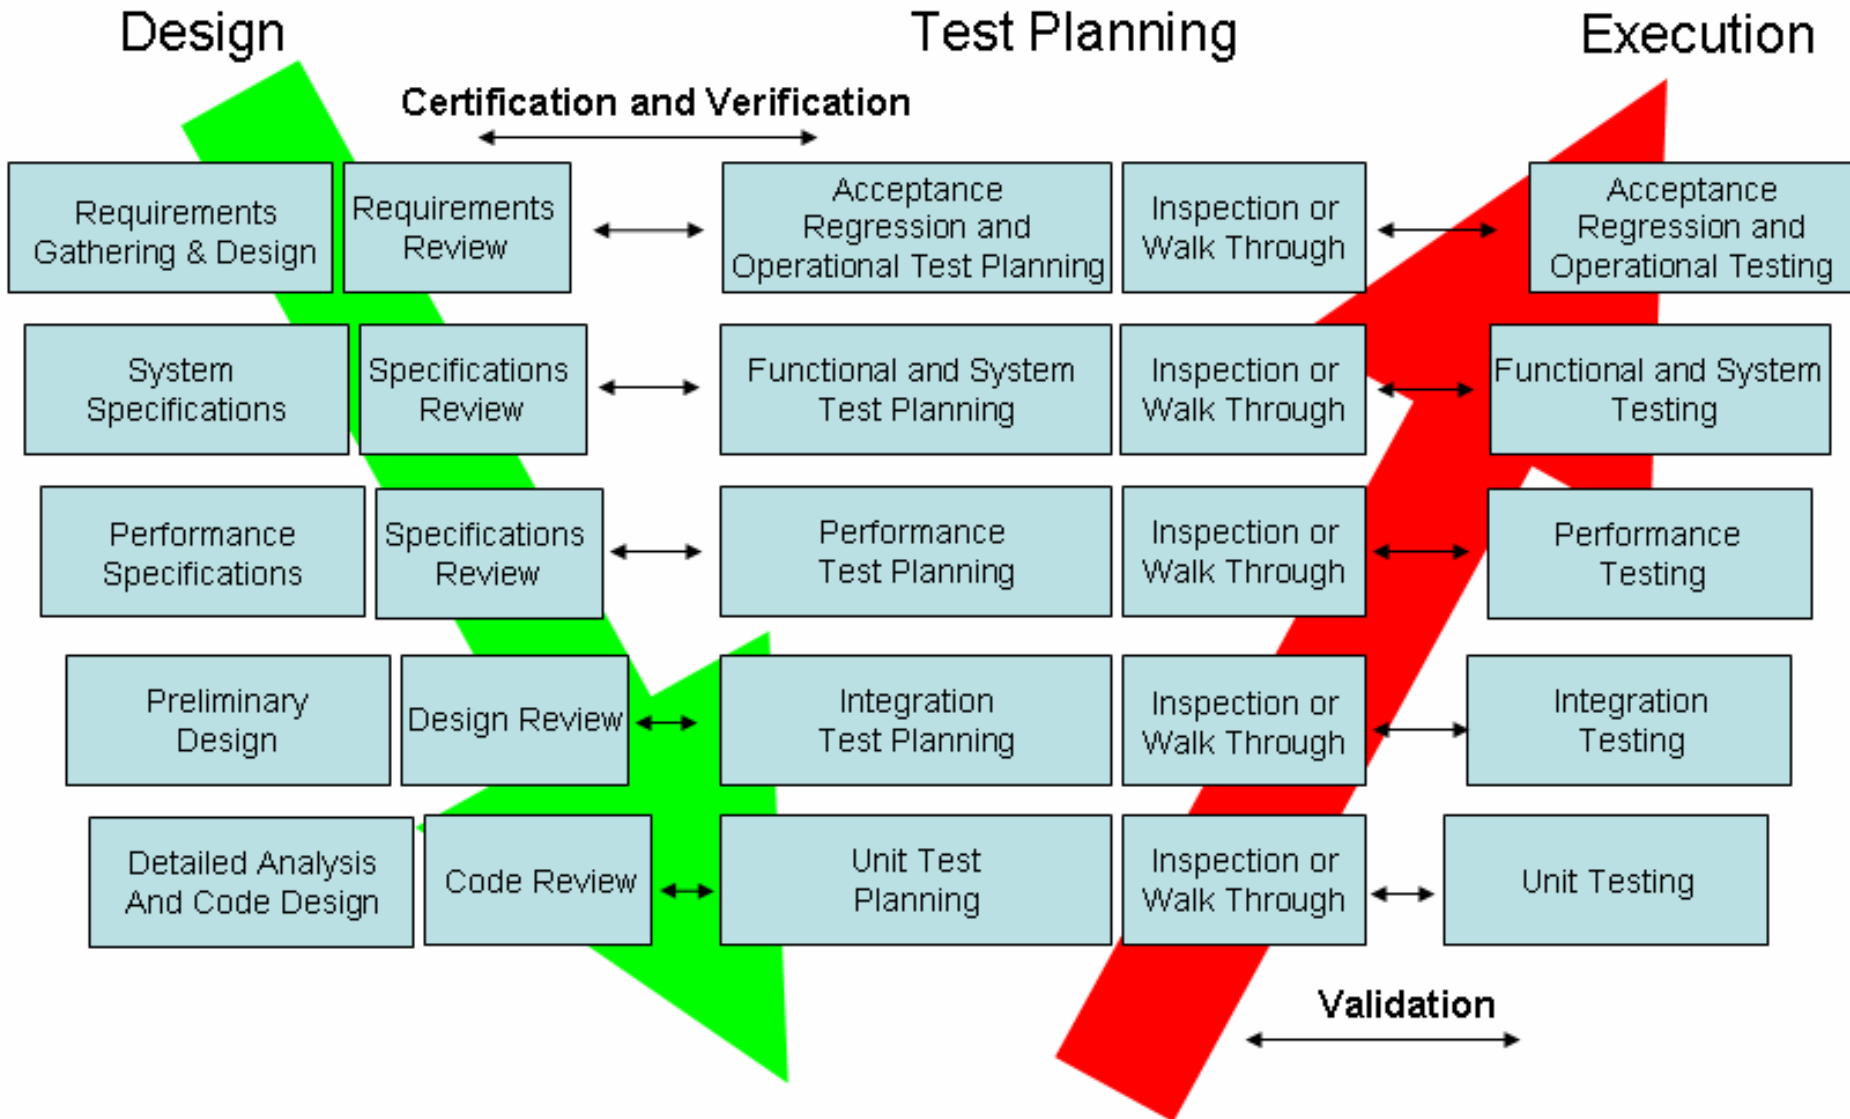 Design
Test Planning
Execution
Certification and Verification
Requirements
Gathering & Design
Requirements
Review
Acceptance
Regression and
Operational Test Planning
Inspection or
Walk Through
Acceptance
Regression and
Operational Testing
System
Specifications
Specifications
Review
Functional and System
Test Planning
Inspection or
Walk Through
Functional and System
Testing
Performance
Specifications
Specifications
Review
Performance
Test Planning
Inspection or
Walk Through
Performance
Testing
Preliminary
Design
Design Review
Integration
Test Planning
Inspection or
Walk Through
Integration
Testing
Detailed Analysis
And Code Design
Code Review
Unit Test
Planning
Inspection or
Walk Through
Unit Testing
Validation